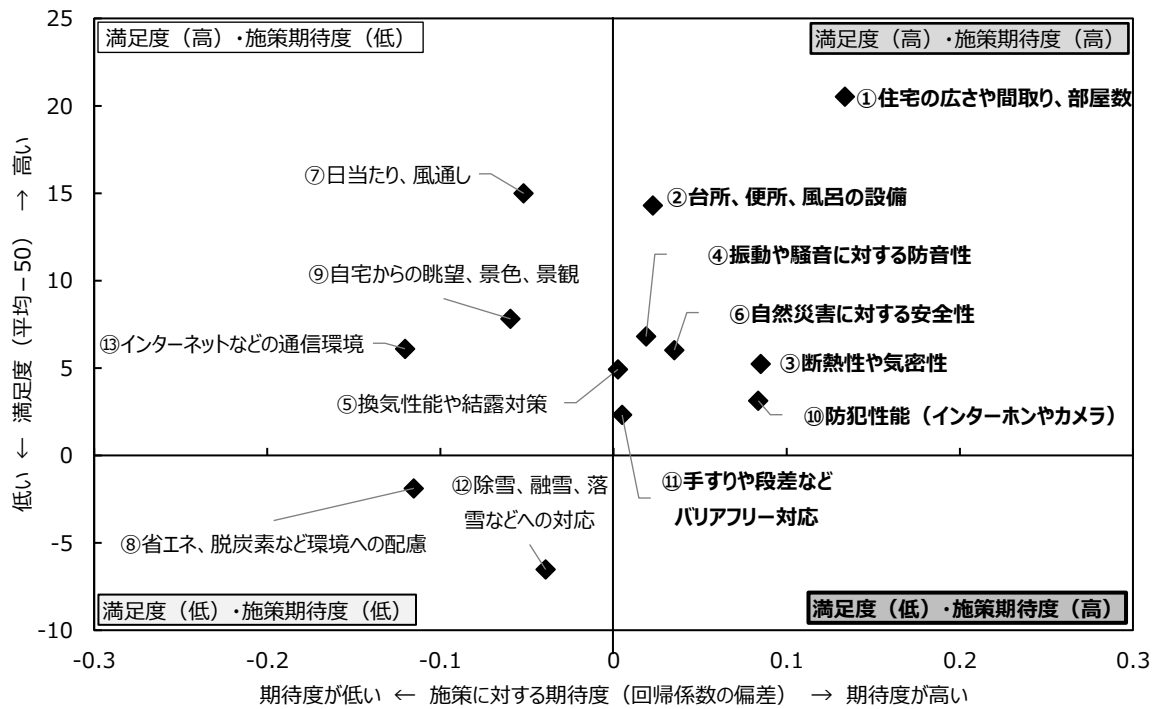 満足度（高）・施策期待度（低）
満足度（高）・施策期待度（高）
①住宅の広さや間取り、部屋数
⑦日当たり、風通し
②台所、便所、風呂の設備
④振動や騒音に対する防音性
⑨自宅からの眺望、景色、景観
⑥自然災害に対する安全性
⑬インターネットなどの通信環境
③断熱性や気密性
⑤換気性能や結露対策
⑩防犯性能（インターホンやカメラ）
⑫除雪、融雪、落
雪などへの対応
⑪手すりや段差など
バリアフリー対応
⑧省エネ、脱炭素など環境への配慮
満足度（低）・施策期待度（低）
満足度（低）・施策期待度（高）
25
20
15
10
5
0
-5
-10
-0.3
-0.2
-0.1
0
0.1
0.2
0.3
低い ← 満足度（平均－50） → 高い
期待度が低い ← 施策に対する期待度（回帰係数の偏差） → 期待度が高い